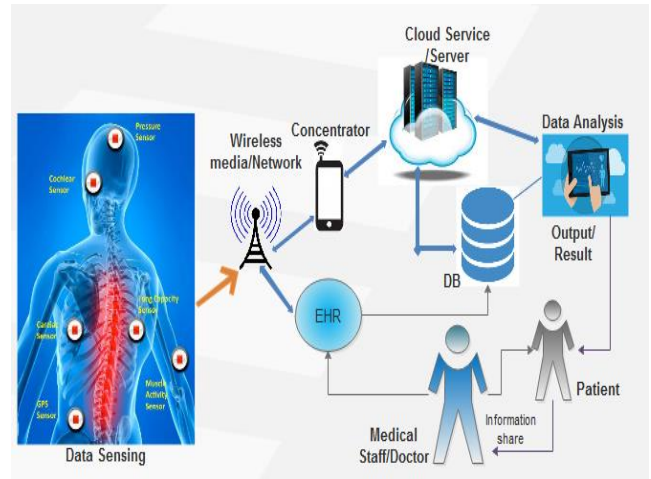 Cloud Service
/Server
Pressure
Sensor
Wireless
media/Network
Concentrator
Data Analysis
Cochlear
Sensor
Output/
Result
DB
Lung Capacity
Sensor
EHR
Cardiac
Sensor
Muscle
Activity
Sensor
GPS
Sensor
Patient
Information
share
Medical
Staff/Doctor
Data Sensing